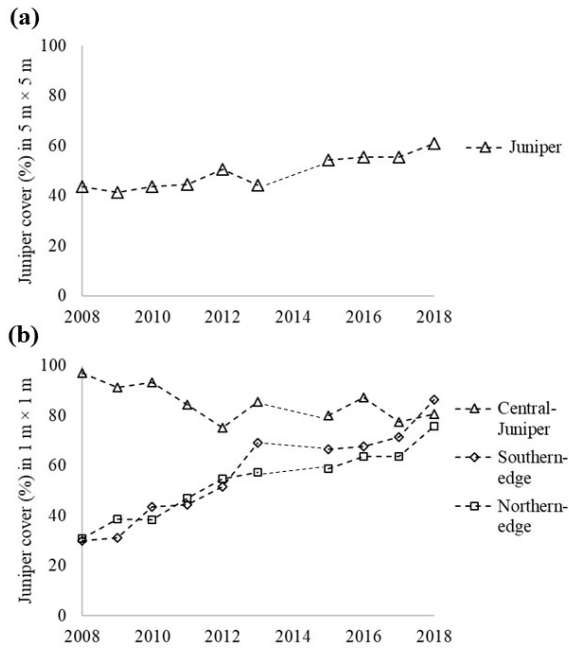 (a)
Juniper cover (%) in 5 m × 5 m
100
80
60
40
20
0
2008 2010 2012 2014 2016 2018
Juniper
(b)
Juniper cover (%) in 1 m × 1 m
100
80
60
40
20
0
2008 2010 2012 2014 2016 2018
Central-
Juniper
Southern-
edge
Northern-
edge